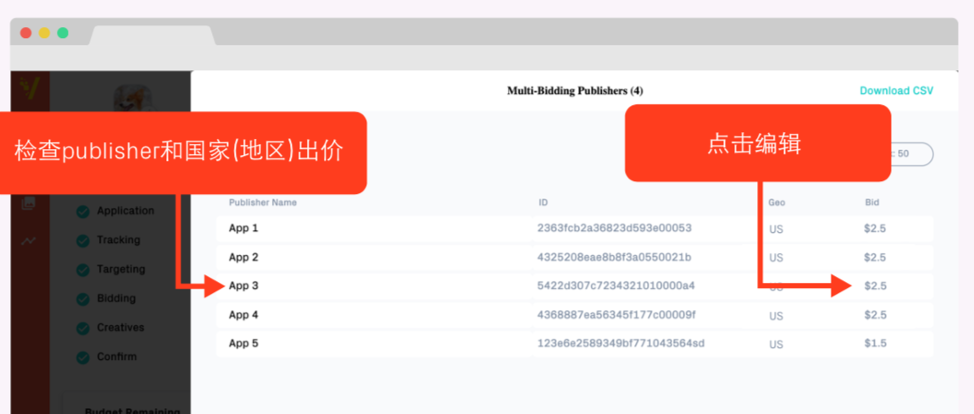 Multi-Bidding Publishers (4)
Download CSV
检查publisher和国家(地区)出价
点击编辑
: 50
Publisher Name ID Geo Bid
App 1 2363fcb2a36823d593e00053 US $2.5
Application
App 2 4325208eae8b8f3a0550021b US $2.5
Tracking
Targeting
App 3 5422d307c7234321010000a4 US $2.5
Bidding
App 4 4368887ea56345f177c00009f US $2.5
Creatives
App 5 123e6e2589349bf771043564sd US $1.5
Confirm
Budget Remaining